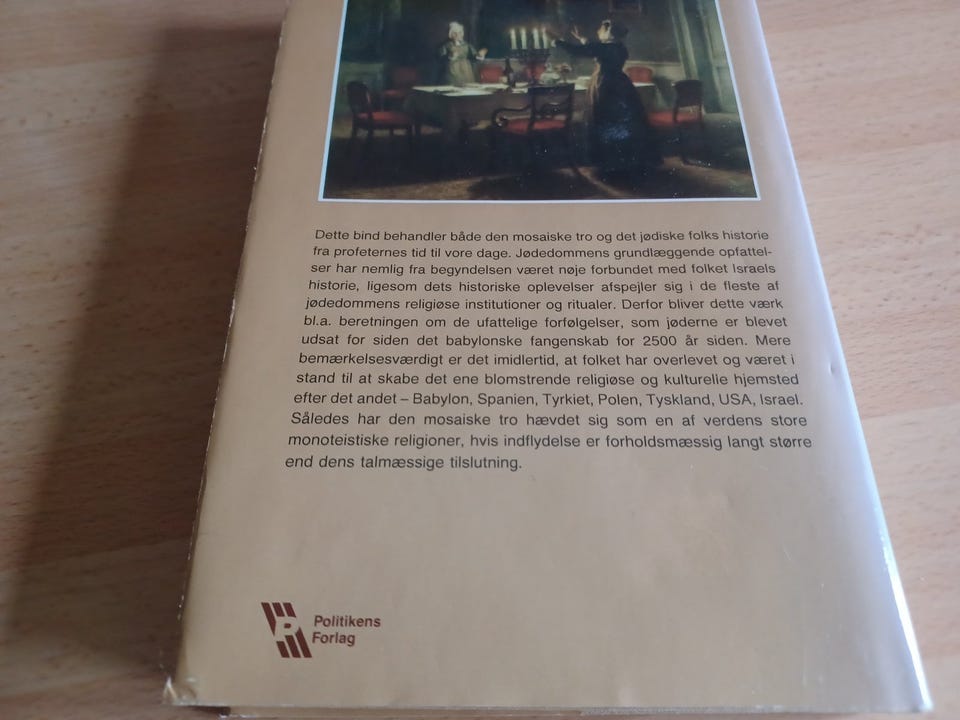 Dette bind behandler både den mosaiske tro og det jødiske folks historie
fra profeternes tid til vore dage. Jødedommens grundlæggende opfattel-
ser har nemlig fra begyndelsen været nøje forbundet med folket Israels
historie, ligesom dets historiske oplevelser afspejler sig i de fleste af
jødedommens religiøse institutioner og ritualer. Derfor bliver dette værk
bl.a. beretningen om de ufattelige forfølgelser, som jøderne er blevet
udsat for siden det babylonske fangenskab for 2500 år siden. Mere
bemærkelsesværdigt er det imidlertid, at folket har overlevet og været i
stand til at skabe det ene blomstrende religiøse og kulturelle hjemsted
efter det andet – Babylon, Spanien, Tyrkiet, Polen, Tyskland, USA, Israel.
Således har den mosaiske tro hævdet sig som en af verdens store
monoteistiske religioner, hvis indflydelse er forholdsmæssig langt større
end dens talmæssige tilslutning.
P
Politikens
Forlag